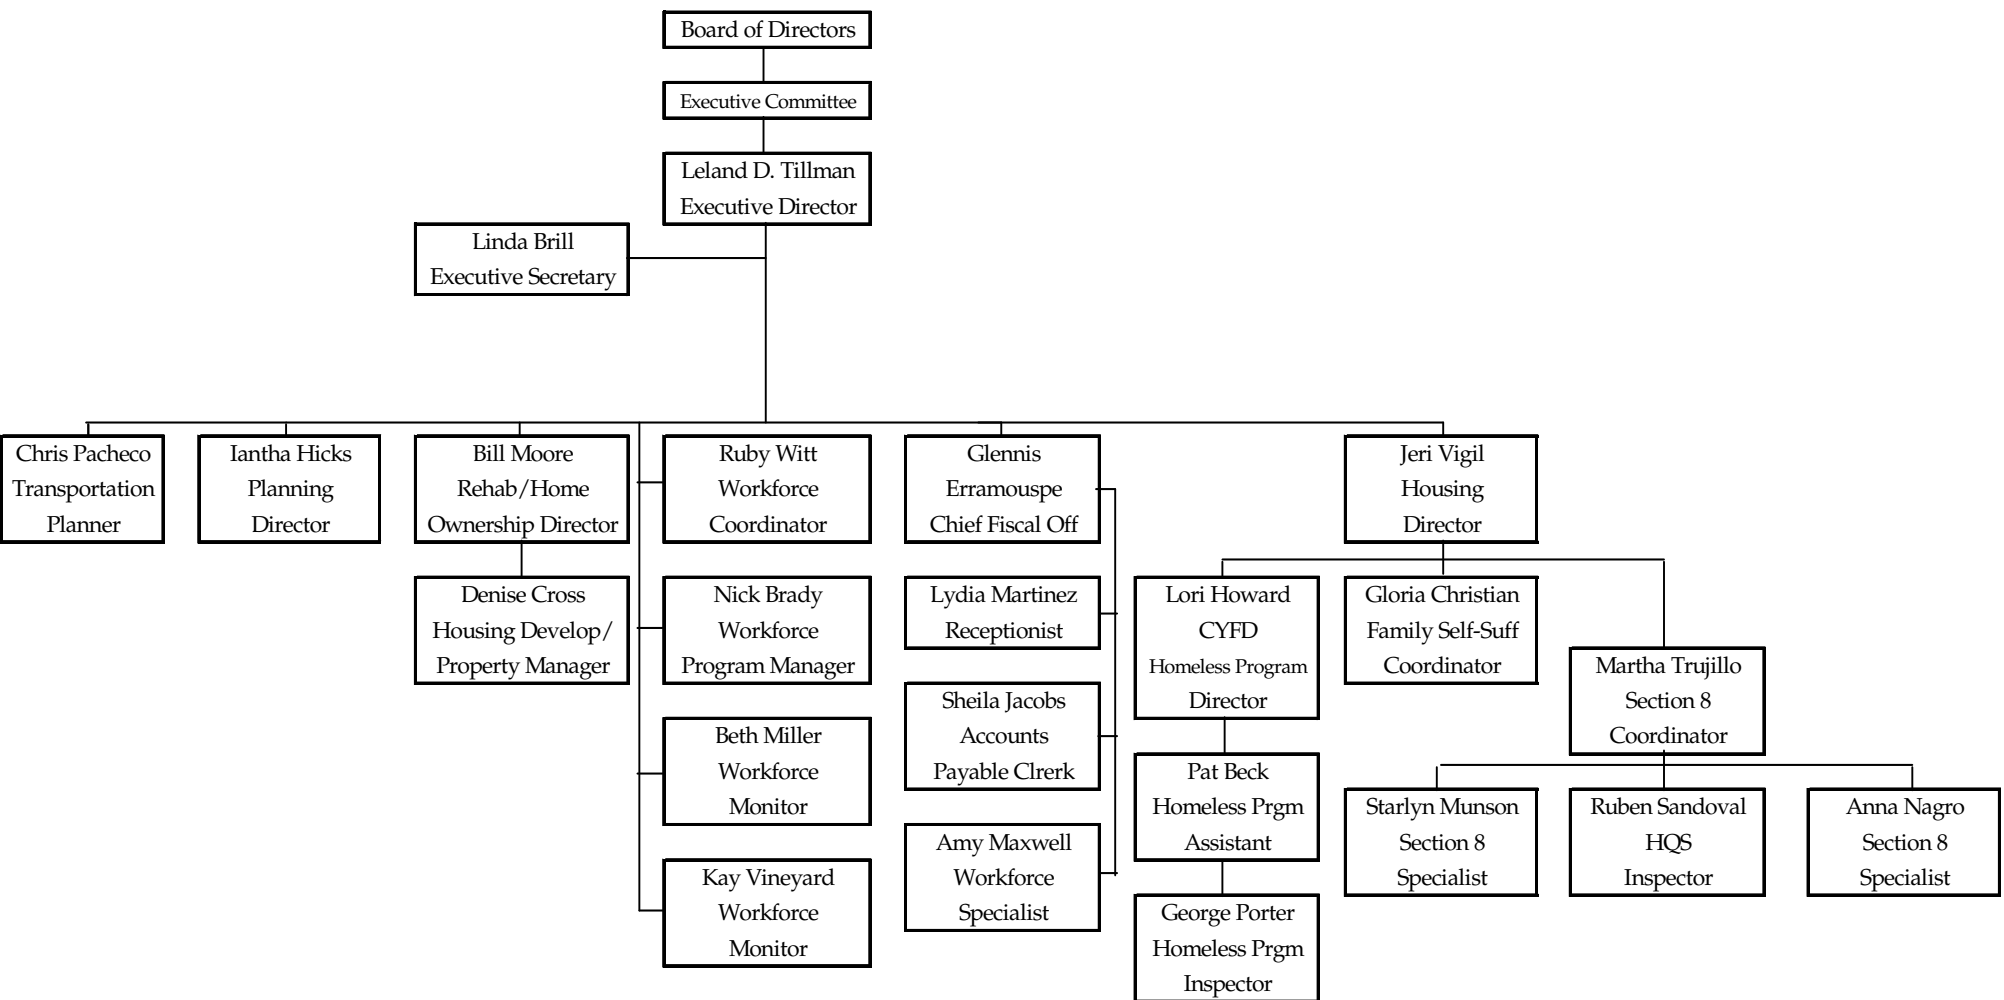 Board of Directors
Executive Committee
Leland D. Tillman
Executive Director
Linda Brill
Executive Secretary
Chris Pacheco
Transportation
Planner
Iantha Hicks
Planning
Director
Bill Moore
Rehab/Home
Ownership Director
Denise Cross
Housing Develop/
Property Manager
Ruby Witt
Workforce
Coordinator
Nick Brady
Workforce
Program Manager
Beth Miller
Workforce
Monitor
Kay Vineyard
Workforce
Monitor
Glennis
Erramouspe
Chief Fiscal Off
Lydia Martinez
Receptionist
Sheila Jacobs
Accounts
Payable Clrerk
Amy Maxwell
Workforce
Specialist
Jeri Vigil
Housing
Director
Lori Howard
CYFD
Homeless Program
Director
Pat Beck
Homeless Prgm
Assistant
George Porter
Homeless Prgm
Inspector
Gloria Christian
Family Self-Suff
Coordinator
Martha Trujillo
Section 8
Coordinator
Starlyn Munson
Section 8
Specialist
Ruben Sandoval
HQS
Inspector
Anna Nagro
Section 8
Specialist